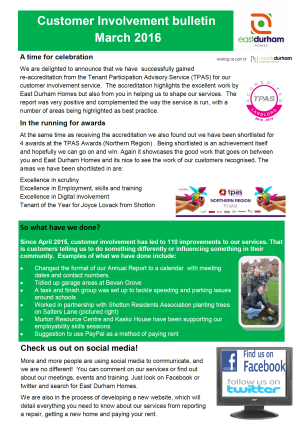 Customer Involvement bulletin
March 2016
eastdurham
HOMES
A time for celebration
We are delighted to announce that we have successfully gained
re-accreditation from the Tenant Participation Advisory Service (TPAS) for
our customer involvement service. The accreditation highlights the excellent work by
East Durham Homes but also from you in helping us to shape our services. The
report was very positive and complemented the way the service is run, with a
number of areas being highlighted as best practice.
working as part of
TPAS
In the running for awards
At the same time as receiving the accreditation we also found out we have been shortlisted for
4 awards at the TPAS Awards (Northern Region). Being shortlisted is an achievement itself
and hopefully we can go on and win. Again it showcases the good work that goes on between
you and East Durham Homes and its nice to see the work of our customers recognised. The
areas we have been shortlisted in are:
Excellence in scrutiny
Excellence in Employment, skills and training
Excellence in Digital involvement
Tenant of the Year for Joyce Lovack from Shotton
tpas
NORTHERN REGION
Finalist
So what have we done?
Since April 2015, customer involvement has led to 110 improvements to our services. That is
customers telling us to do something differently or influencing something in their
community. Examples of what we have done include:
• Changed the format of our Annual Report to a calendar with meeting
dates and contact numbers
• Tidied up garage areas at Bevan Grove
• A task and finish group was set up to tackle speeding and parking issues
around schools
• Worked in partnership with Shotton Residents Association planting trees
on Salters Lane (pictured right)
• Murton Resource Centre and Kasko House have been supporting our
employability skills sessions
• Suggestion to use PayPal as a method of paying rent
Check us out on social media!
More and more people are using social media to communicate, and
we are no different! You can comment on our services or find out
about our meetings, events and training. Just look on Facebook or
twitter and search for East Durham Homes.
We are also in the process of developing a new website, which will
detail everything you need to know about our services from reporting
a repair, getting a new home and paying your rent.
f Find us on
Facebook
follow us on
twitter